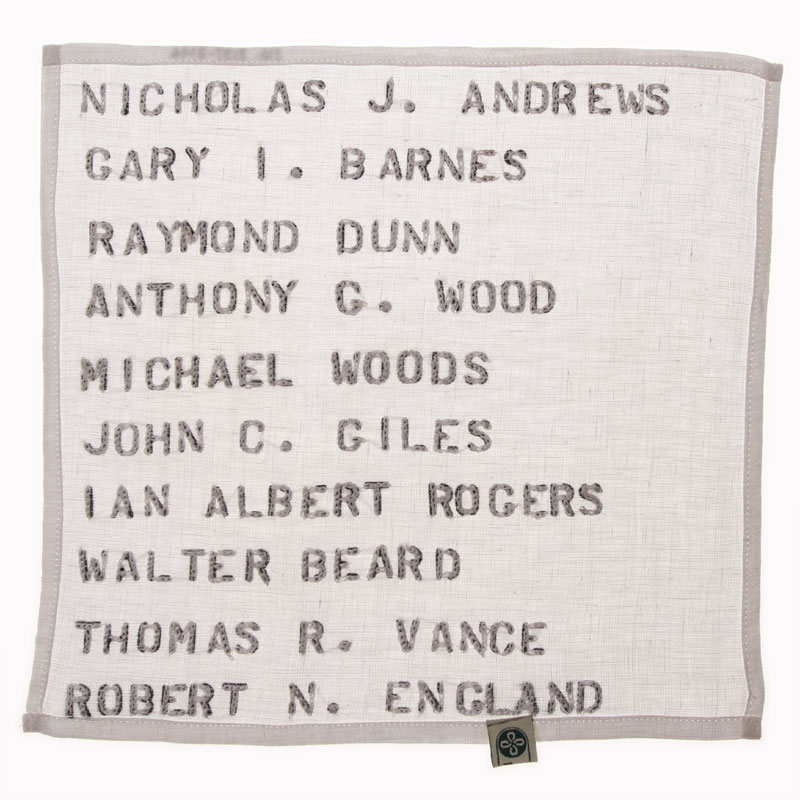 NICHOLAS J. ANDREWS
GARY I. BARNES
RAYMOND DUNN
ANTHONY G. WOOD
MICHAEL WOODS
JOHN C. GILES
IAN ALBERT ROGERS
WALTER BEARD
THOMAS R. VANCE
ROBERT N. ENGLAND